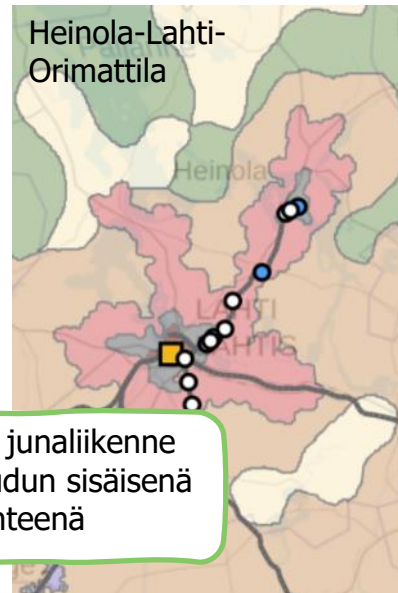 Heinola-Lahti-
Orimattila
Heinola
LAHTI
LAHTIS
junaliikenne
udun sisäisenä
nteenä